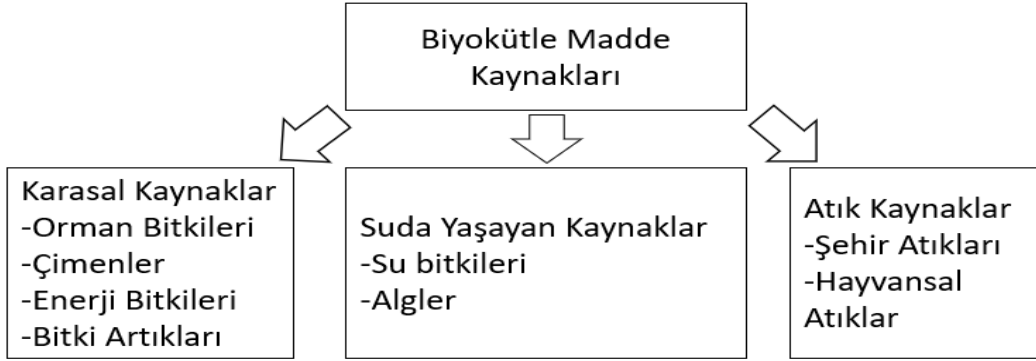 Biyokütle Madde
Kaynakları
Karasal Kaynaklar
-Orman Bitkileri
-Çimenler
-Enerji Bitkileri
-Bitki Artıkları
Suda Yaşayan Kaynaklar
-Su bitkileri
-Algler
Atık Kaynaklar
-Şehir Atıkları
-Hayvansal
Atıklar